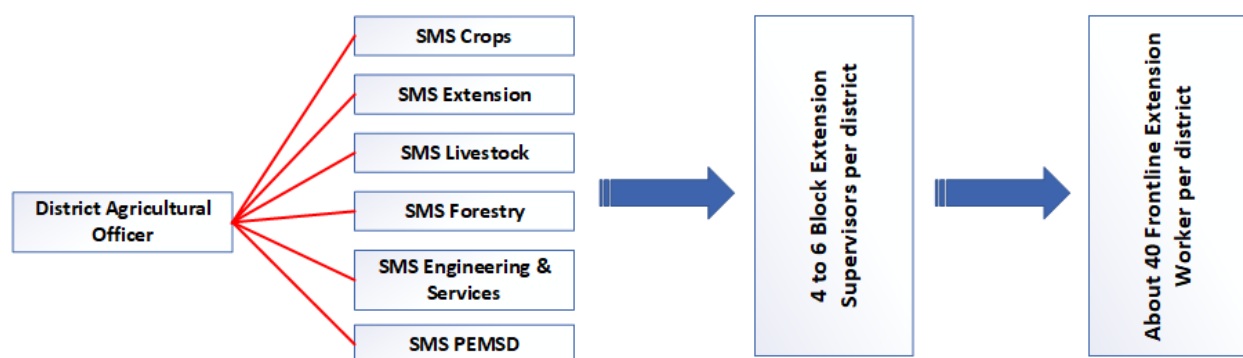 District Agricultural
Officer
SMS Crops
SMS Extension
SMS Livestock
SMS Forestry
SMS Engineering &
Services
SMS PEMSD
4 to 6 Block Extension
Supervisors per district
About 40 Frontline Extension
Worker per district